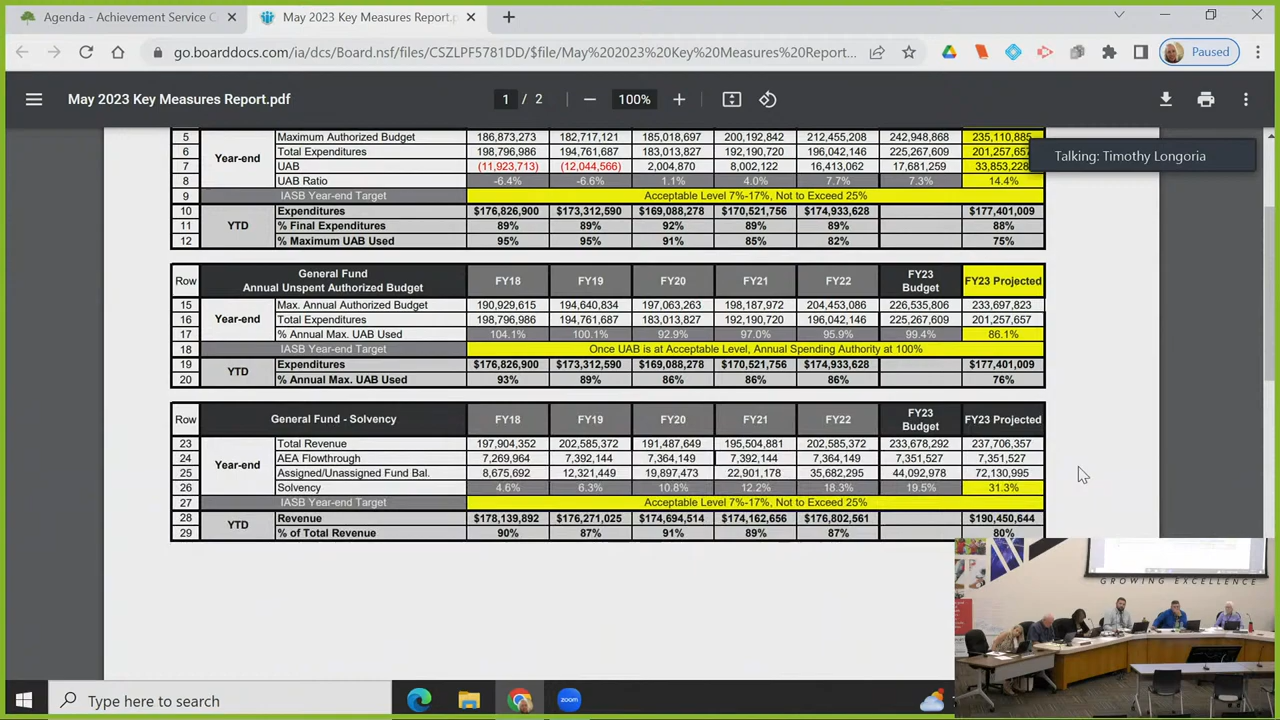 Agenda - Achievement Service C
May 2023 Key Measures Report.p
go.boarddocs.com/ia/dcs/Board.nsf/files/CSZLPF5781DD/$file/May%202023%20Key%20Measures%20Report...
Paused
May 2023 Key Measures Report.pdf
1 / 2
100%
Talking: Timothy Longoria
5 Maximum Authorized Budget 186,873,273 182,717,121 185,018,697 200,192,842 212,455,208 242,948,868 235,110,885
6 Year-end Total Expenditures 198,796,986 194,761,687 183,013,827 192,190,720 196,042,146 225,267,609 201,257,657
7 UAB (11,923,713) (12,044,566) 2,004,870 8,002,122 16,413,062 17,681,259 33,853,228
8 UAB Ratio -6.4% -6.6% 1.1% 4.0% 7.7% 7.3% 14.4%
9 IASB Year-end Target Acceptable Level 7%-17%, Not to Exceed 25%
10 Expenditures $176,826,900 $173,312,590 $169,088,278 $170,521,756 $174,933,628 $177,401,009
11 YTD % Final Expenditures 89% 89% 92% 89% 89% 88%
12 % Maximum UAB Used 95% 95% 91% 85% 82% 75%
Row General Fund Annual Unspent Authorized Budget FY18 FY19 FY20 FY21 FY22 FY23 Budget FY23 Projected
15 Max. Annual Authorized Budget 190,929,615 194,640,834 197,063,263 198,187,972 204,453,086 226,535,806 233,697,823
16 Year-end Total Expenditures 198,796,986 194,761,687 183,013,827 192,190,720 196,042,146 225,267,609 201,257,657
17 % Annual Max. UAB Used 104.1% 100.1% 92.9% 97.0% 95.9% 99.4% 86.1%
18 IASB Year-end Target Once UAB is at Acceptable Level, Annual Spending Authority at 100%
19 YTD Expenditures $176,826,900 $173,312,590 $169,088,278 $170,521,756 $174,933,628 $177,401,009
20 % Annual Max. UAB Used 93% 89% 86% 86% 86% 76%
Row General Fund - Solvency FY18 FY19 FY20 FY21 FY22 FY23 Budget FY23 Projected
23 Total Revenue 197,904,352 202,585,372 191,487,649 195,504,881 202,585,372 233,678,292 237,706,357
24 Year-end AEA Flowthrough 7,269,964 7,392,144 7,364,149 7,392,144 7,364,149 7,351,527 7,351,527
25 Assigned/Unassigned Fund Bal. 8,675,692 12,321,449 19,897,473 22,901,178 35,682,295 44,092,978 72,130,995
26 Solvency 4.6% 6.3% 10.8% 12.2% 18.3% 19.5% 31.3%
27 IASB Year-end Target Acceptable Level 7%-17%, Not to Exceed 25%
28 YTD Revenue $178,139,892 $176,271,025 $174,694,514 $174,162,656 $176,802,561 $190,450,644
29 % of Total Revenue 90% 87% 91% 89% 87% 80%
GROWING EXCELLENCE
Type here to search
zoom